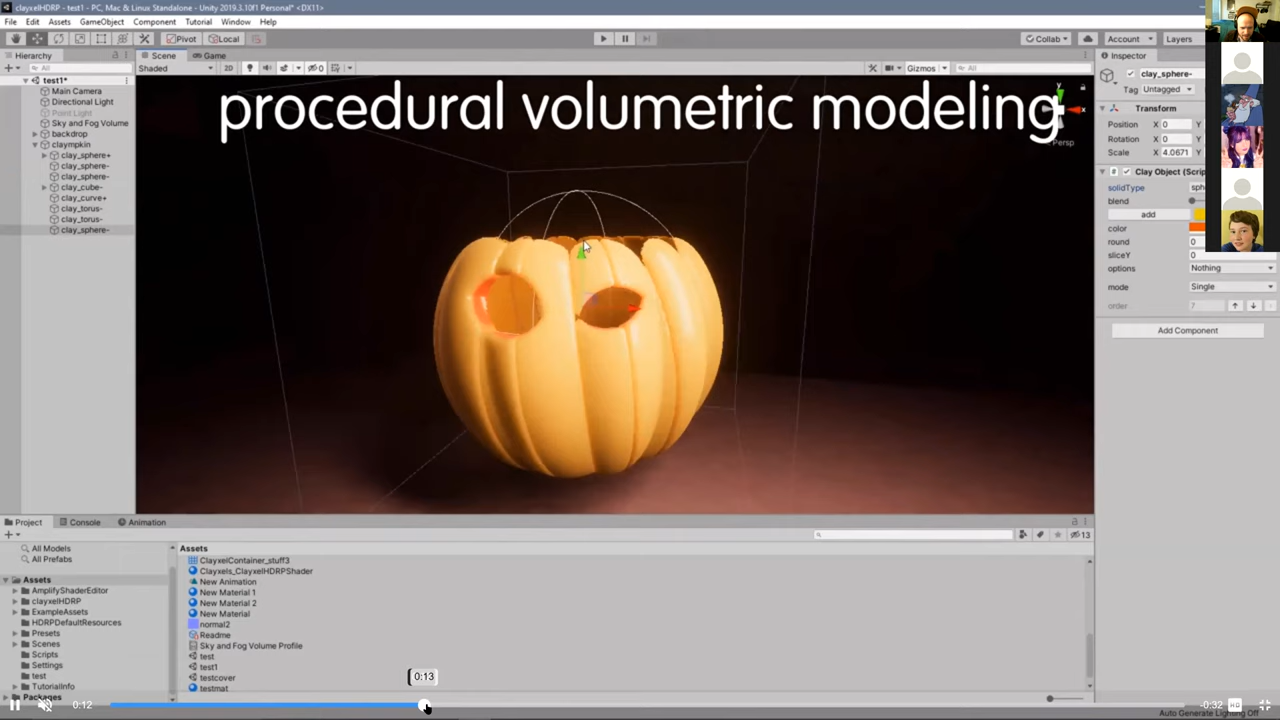 clayxelHDRP - test1 - PC, Mac & Linux Standalone - Unity 2019.3.10f1 Personal* <DX11>
File Edit Assets GameObject Component Tutorial Window Help
Pivot Local Collab Account Layers
Hierarchy
All
test1*
Main Camera
Directional Light
Point Light
Sky and Fog Volume
backdrop
claympkin
clay_sphere+
clay_sphere-
clay_sphere-
clay_cube-
clay_curve+
clay_torus-
clay_torus-
clay_sphere-
Scene Game
Shaded 2D 0 Gizmos All
procedural volumetric modeling
y
x
Persp
Inspector
clay_sphere-
Tag Untagged
Transform
Position X 0 Y
Rotation X 0 Y
Scale X 4.0671 Y
# Clay Object (Scrip
solidType sph
blend
add
color
round 0
sliceY 0
options Nothing
mode Single
order 7
Add Component
Project Console Animation
13
All Models
All Prefabs
Assets
AmplifyShaderEditor
clayxelHDRP
ExampleAssets
HDRPDefaultResources
Presets
Scenes
Scripts
Settings
test
TutorialInfo
Packages
Assets
ClayxelContainer_stuff3
Clayxels_ClayxelHDRPShader
New Animation
New Material 1
New Material 2
New Material
normal2
Readme
Sky and Fog Volume Profile
test
test1
testcover
testmat
0:13
0:12
-0:32
HD
Auto Generate Lighting Off